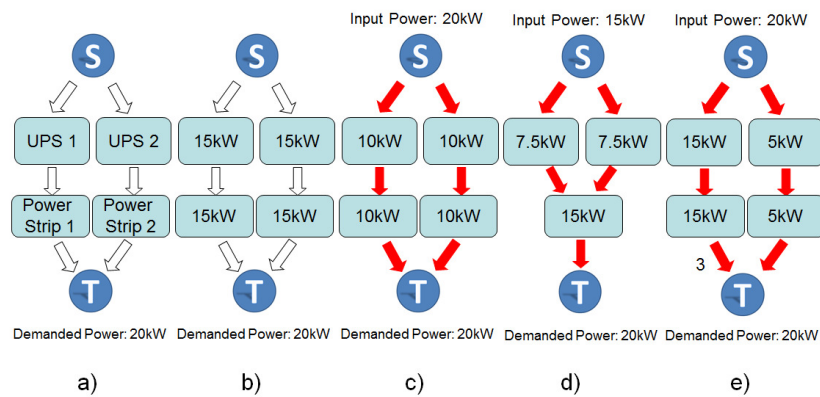 Input Power: 20kW
Input Power: 15kW
Input Power: 20kW
S
S
S
S
S
UPS 1
UPS 2
15kW
15kW
10kW
10kW
7.5kW
7.5kW
15kW
5kW
Power
Strip 1
Power
Strip 2
15kW
15kW
10kW
10kW
15kW
15kW
5kW
3
T
T
T
T
T
Demanded Power: 20kW
Demanded Power: 20kW
Demanded Power: 20kW
Demanded Power: 20kW
Demanded Power: 20kW
a)
b)
c)
d)
e)